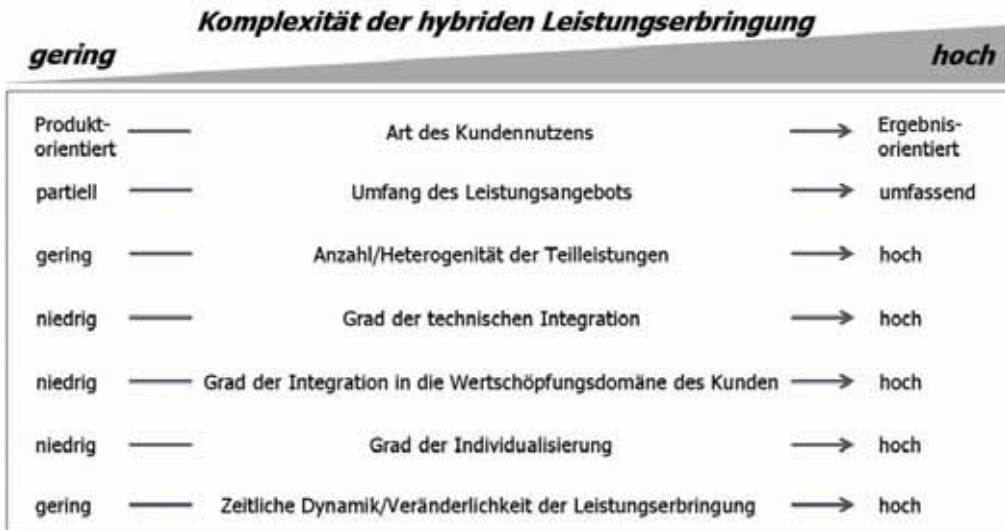 Komplexität der hybriden Leistungserbringung
gering hoch
Produkt-
orientiert Art des Kundennutzens Ergebnis-
orientiert
partiell Umfang des Leistungsangebots umfassend
gering Anzahl/Heterogenität der Teilleistungen hoch
niedrig Grad der technischen Integration hoch
niedrig Grad der Integration in die Wertschöpfungsdomäne des Kunden hoch
niedrig Grad der Individualisierung hoch
gering Zeitliche Dynamik/Veränderlichkeit der Leistungserbringung hoch